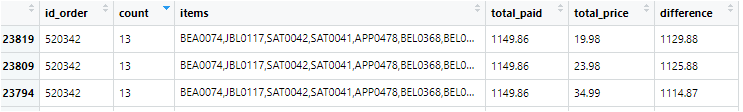 id_order count items total_paid total_price difference
23819 520342 13 BEA0074,JBL0117,SAT0042,SAT0041,APP0478,BEL0368,BEL0... 1149.86 19.98 1129.88
23809 520342 13 BEA0074,JBL0117,SAT0042,SAT0041,APP0478,BEL0368,BEL0... 1149.86 23.98 1125.88
23794 520342 13 BEA0074,JBL0117,SAT0042,SAT0041,APP0478,BEL0368,BEL0... 1149.86 34.99 1114.87